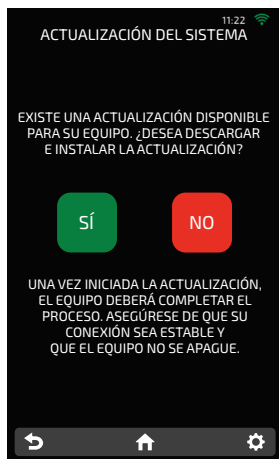 11:22
ACTUALIZACIÓN DEL SISTEMA
EXISTE UNA ACTUALIZACIÓN DISPONIBLE
PARA SU EQUIPO. ¿DESEA DESCARGAR
E INSTALAR LA ACTUALIZACIÓN?
SÍ NO
UNA VEZ INICIADA LA ACTUALIZACIÓN,
EL EQUIPO DEBERÁ COMPLETAR EL
PROCESO. ASEGÚRESE DE QUE SU
CONEXIÓN SEA ESTABLE Y
QUE EL EQUIPO NO SE APAGUE.